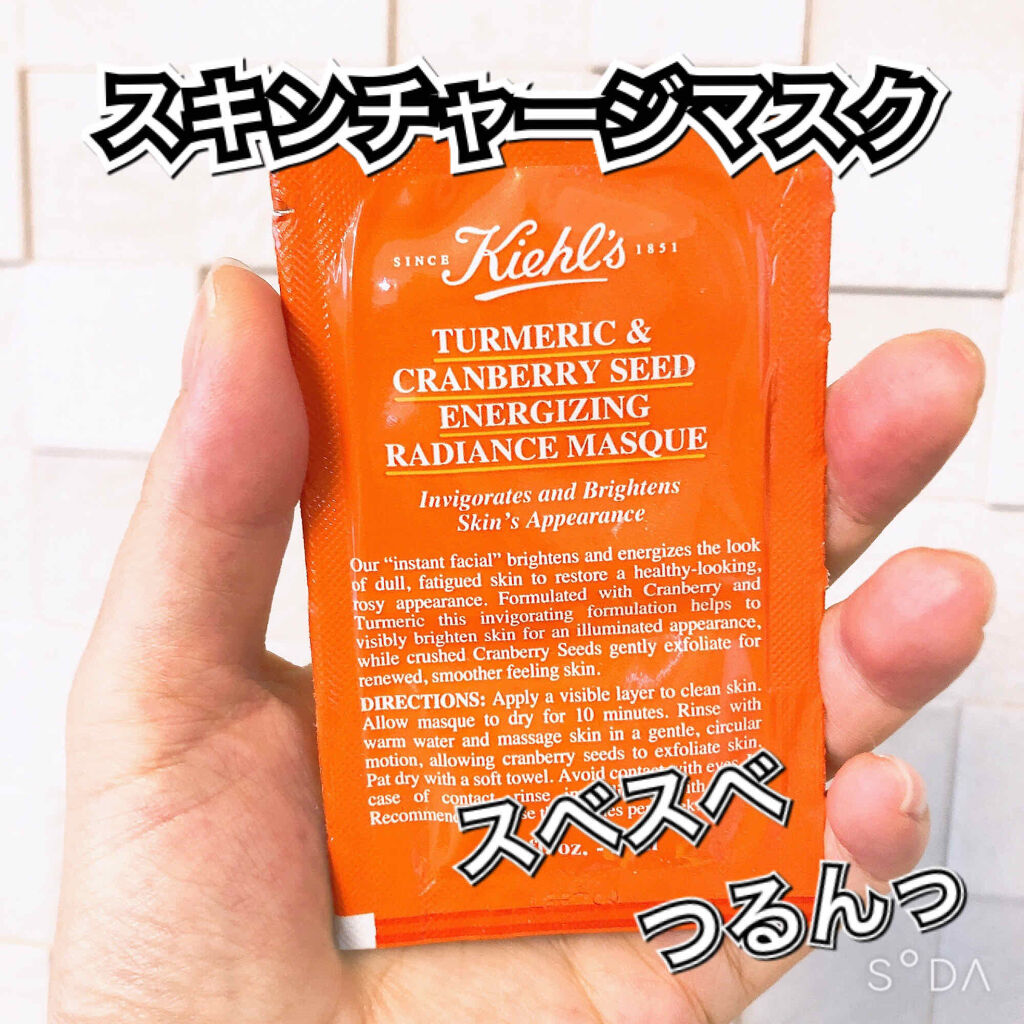 スキンチャージマスク
SINCE Kiehl's 1851
TURMERIC &
CRANBERRY SEED
ENERGIZING
RADIANCE MASQUE
Invigorates and Brightens
Skin's Appearance
Our “instant facial” brightens and energizes the look
of dull, fatigued skin to restore a healthy-looking,
rosy appearance. Formulated with Cranberry and
Turmeric this invigorating formulation helps to
visibly brighten skin for an illuminated appearance,
while crushed Cranberry Seeds gently exfoliate for
renewed, smoother feeling skin.
DIRECTIONS: Apply a visible layer to clean skin.
Allow masque to dry for 10 minutes. Rinse with
warm water and massage skin in a gentle, circular
motion, allowing cranberry seeds to exfoliate skin.
Pat dry with a soft towel. Avoid contact with eyes.
case of contact, rinse
oz. -
スベスベ
つるんっ
S°DA